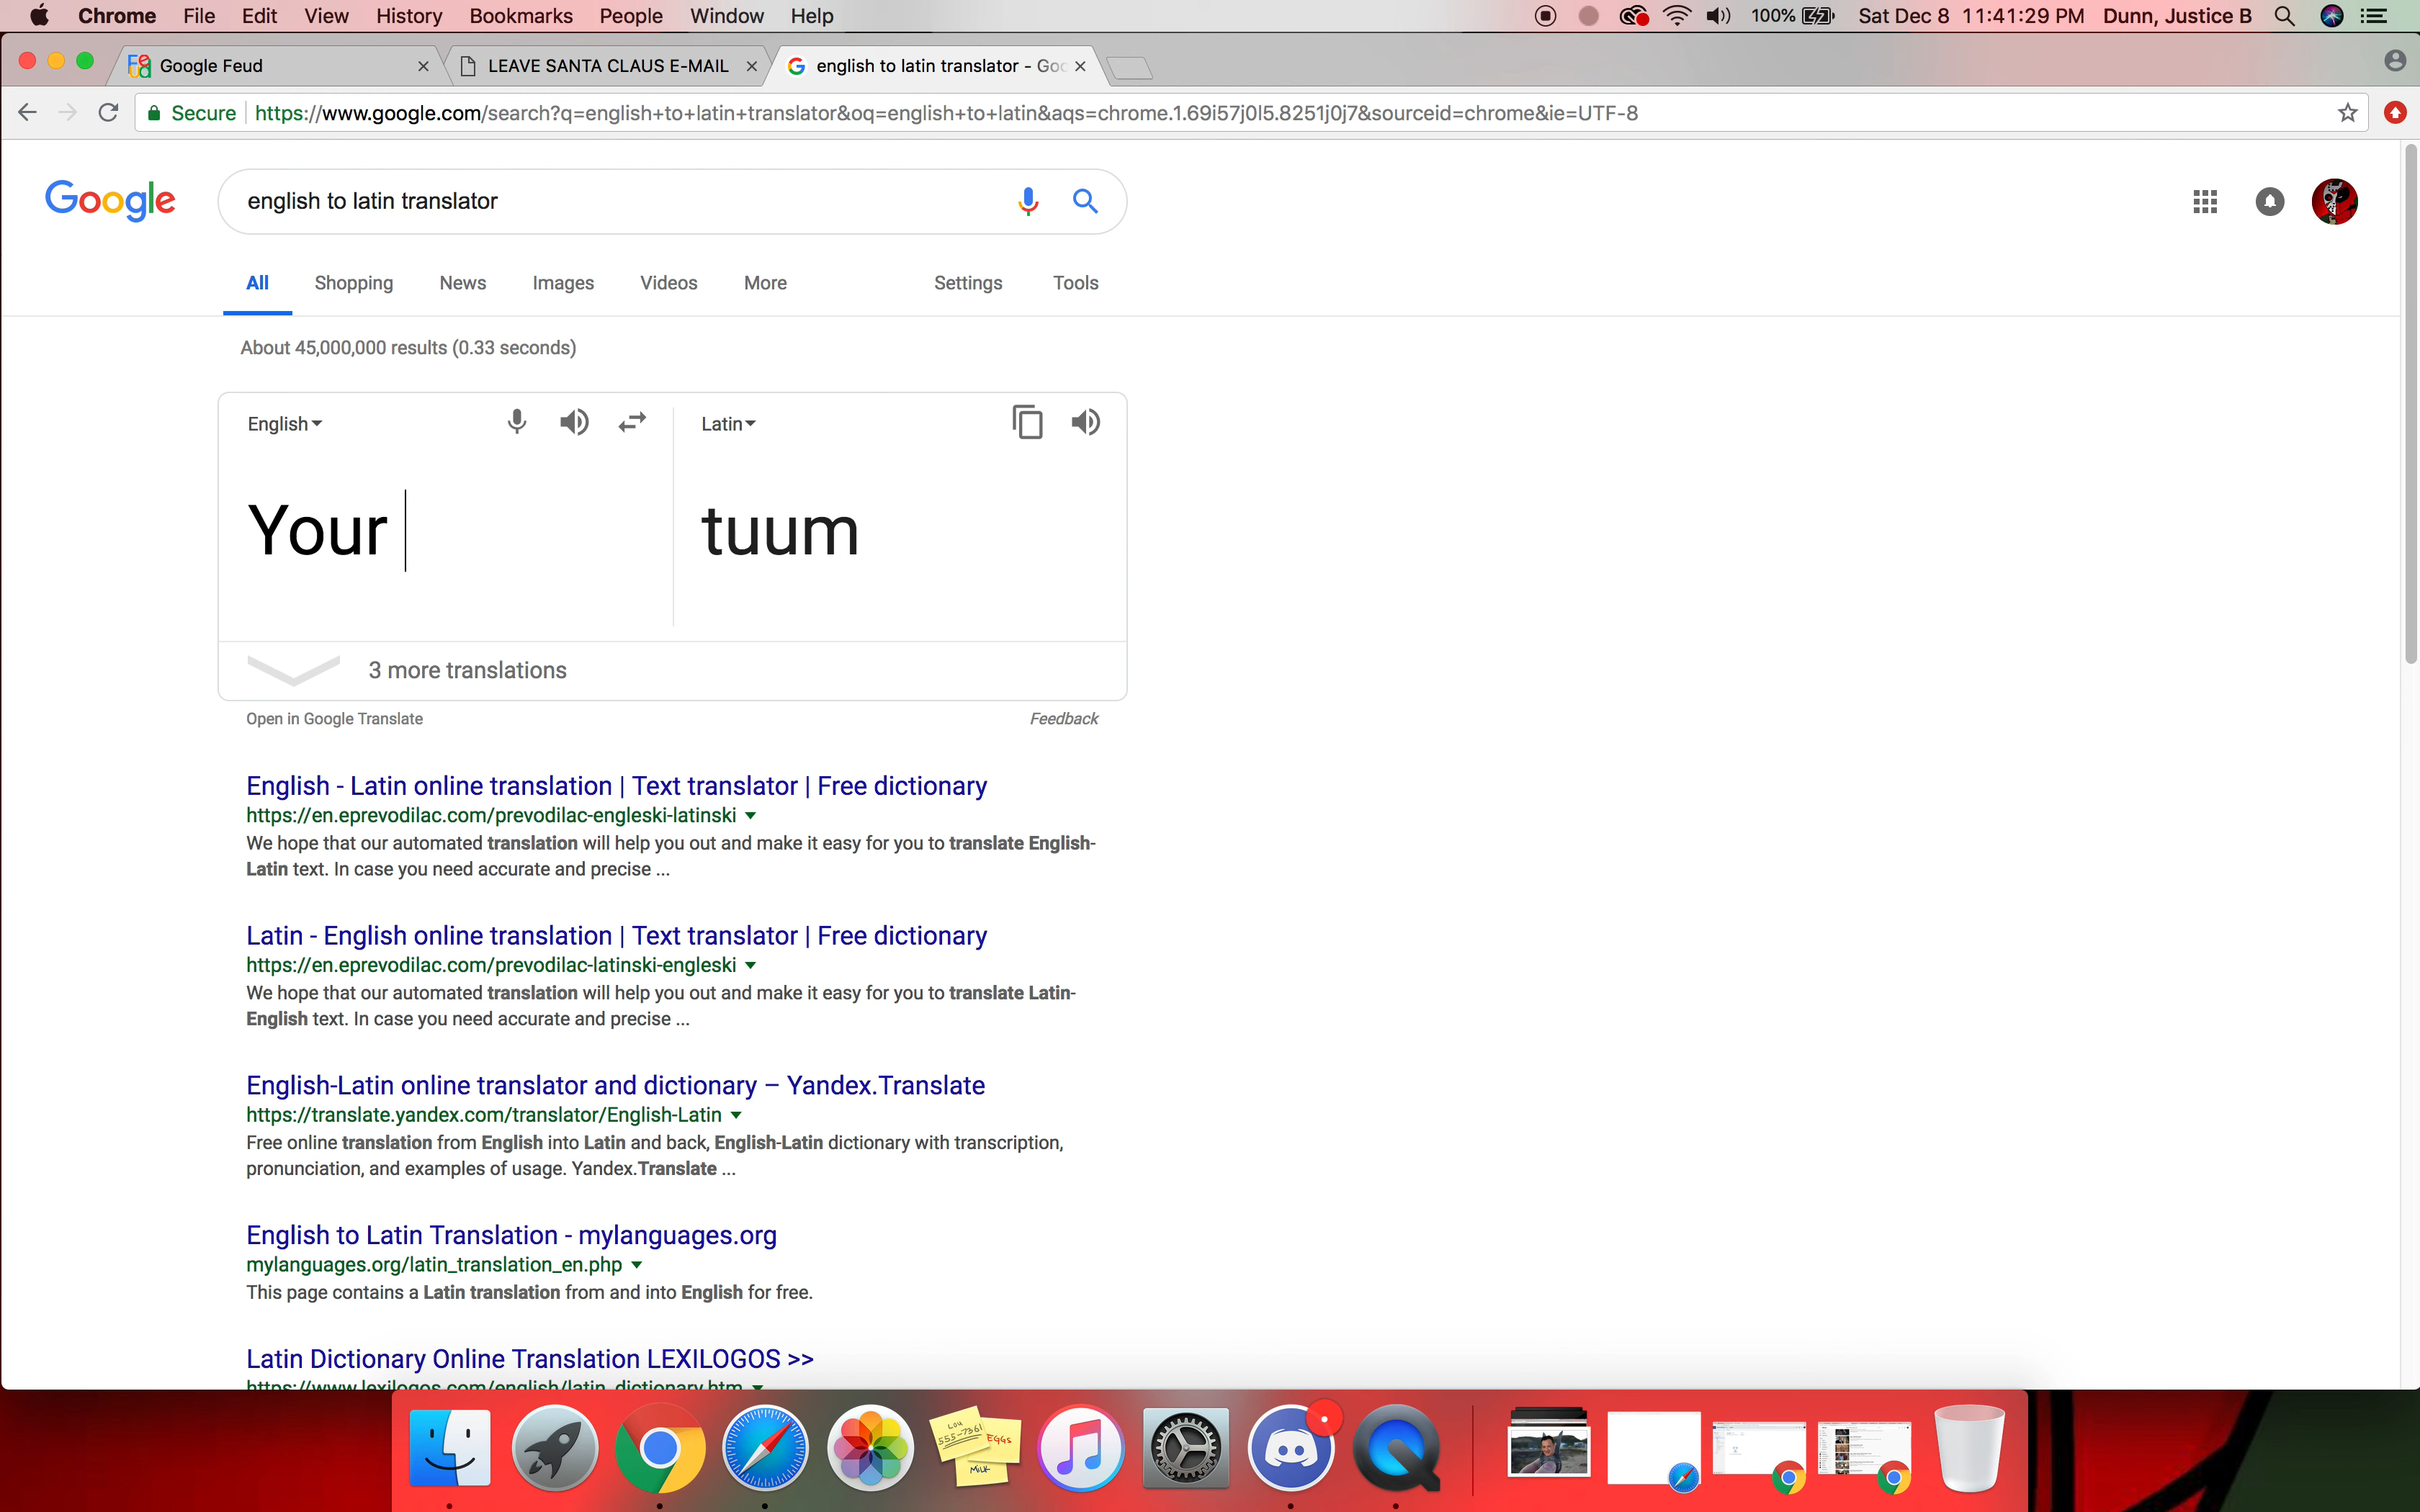 Chrome File Edit View History Bookmarks People Window Help 100% Sat Dec 8 11:41:29 PM Dunn, Justice B
Google Feud LEAVE SANTA CLAUS E-MAIL english to latin translator - Goo
Secure https://www.google.com/search?q=english+to+latin+translator&oq=english+to+latin&aqs=chrome.1.69i57j0l5.8251j0j7&sourceid=chrome&ie=UTF-8
Google english to latin translator
All Shopping News Images Videos More Settings Tools
About 45,000,000 results (0.33 seconds)
English Latin
Your tuum
3 more translations
Open in Google Translate Feedback
English - Latin online translation | Text translator | Free dictionary
https://en.eprevodilac.com/prevodilac-engleski-latinski
We hope that our automated translation will help you out and make it easy for you to translate English-
Latin text. In case you need accurate and precise ...
Latin - English online translation | Text translator | Free dictionary
https://en.eprevodilac.com/prevodilac-latinski-engleski
We hope that our automated translation will help you out and make it easy for you to translate Latin-
English text. In case you need accurate and precise ...
English-Latin online translator and dictionary – Yandex.Translate
https://translate.yandex.com/translator/English-Latin
Free online translation from English into Latin and back, English-Latin dictionary with transcription,
pronunciation, and examples of usage. Yandex.Translate ...
English to Latin Translation - mylanguages.org
mylanguages.org/latin_translation_en.php
This page contains a Latin translation from and into English for free.
Latin Dictionary Online Translation LEXILOGOS >>
https://www.lexilogos.com/english/latin_dictionary.htm
Lou
555-7361
EGGS
MILK